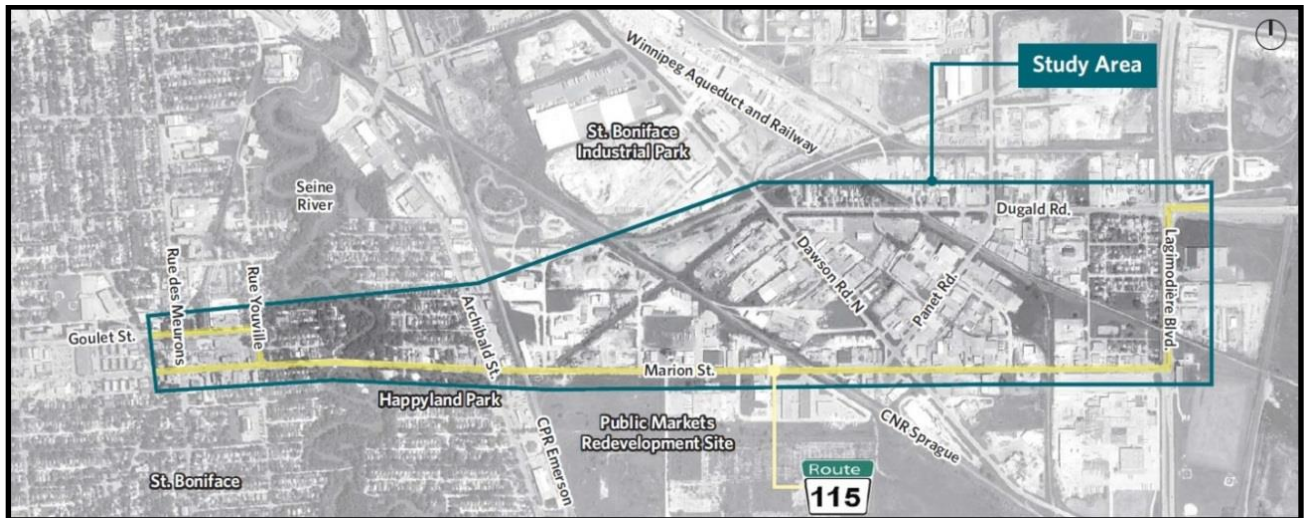 Winnipeg Aqueduct and Railway
Study Area
St. Boniface
Industrial Park
Seine
River
Dugald Rd.
Rue des Meurons
Rue Youville
Archibald St.
Dawson Rd. N
Panet Rd.
Lagimodière Blvd.
Goulet St.
Marion St.
Happyland Park
Public Markets
Redevelopment Site
CPR Emerson
CNR Sprague
St. Boniface
Route
115